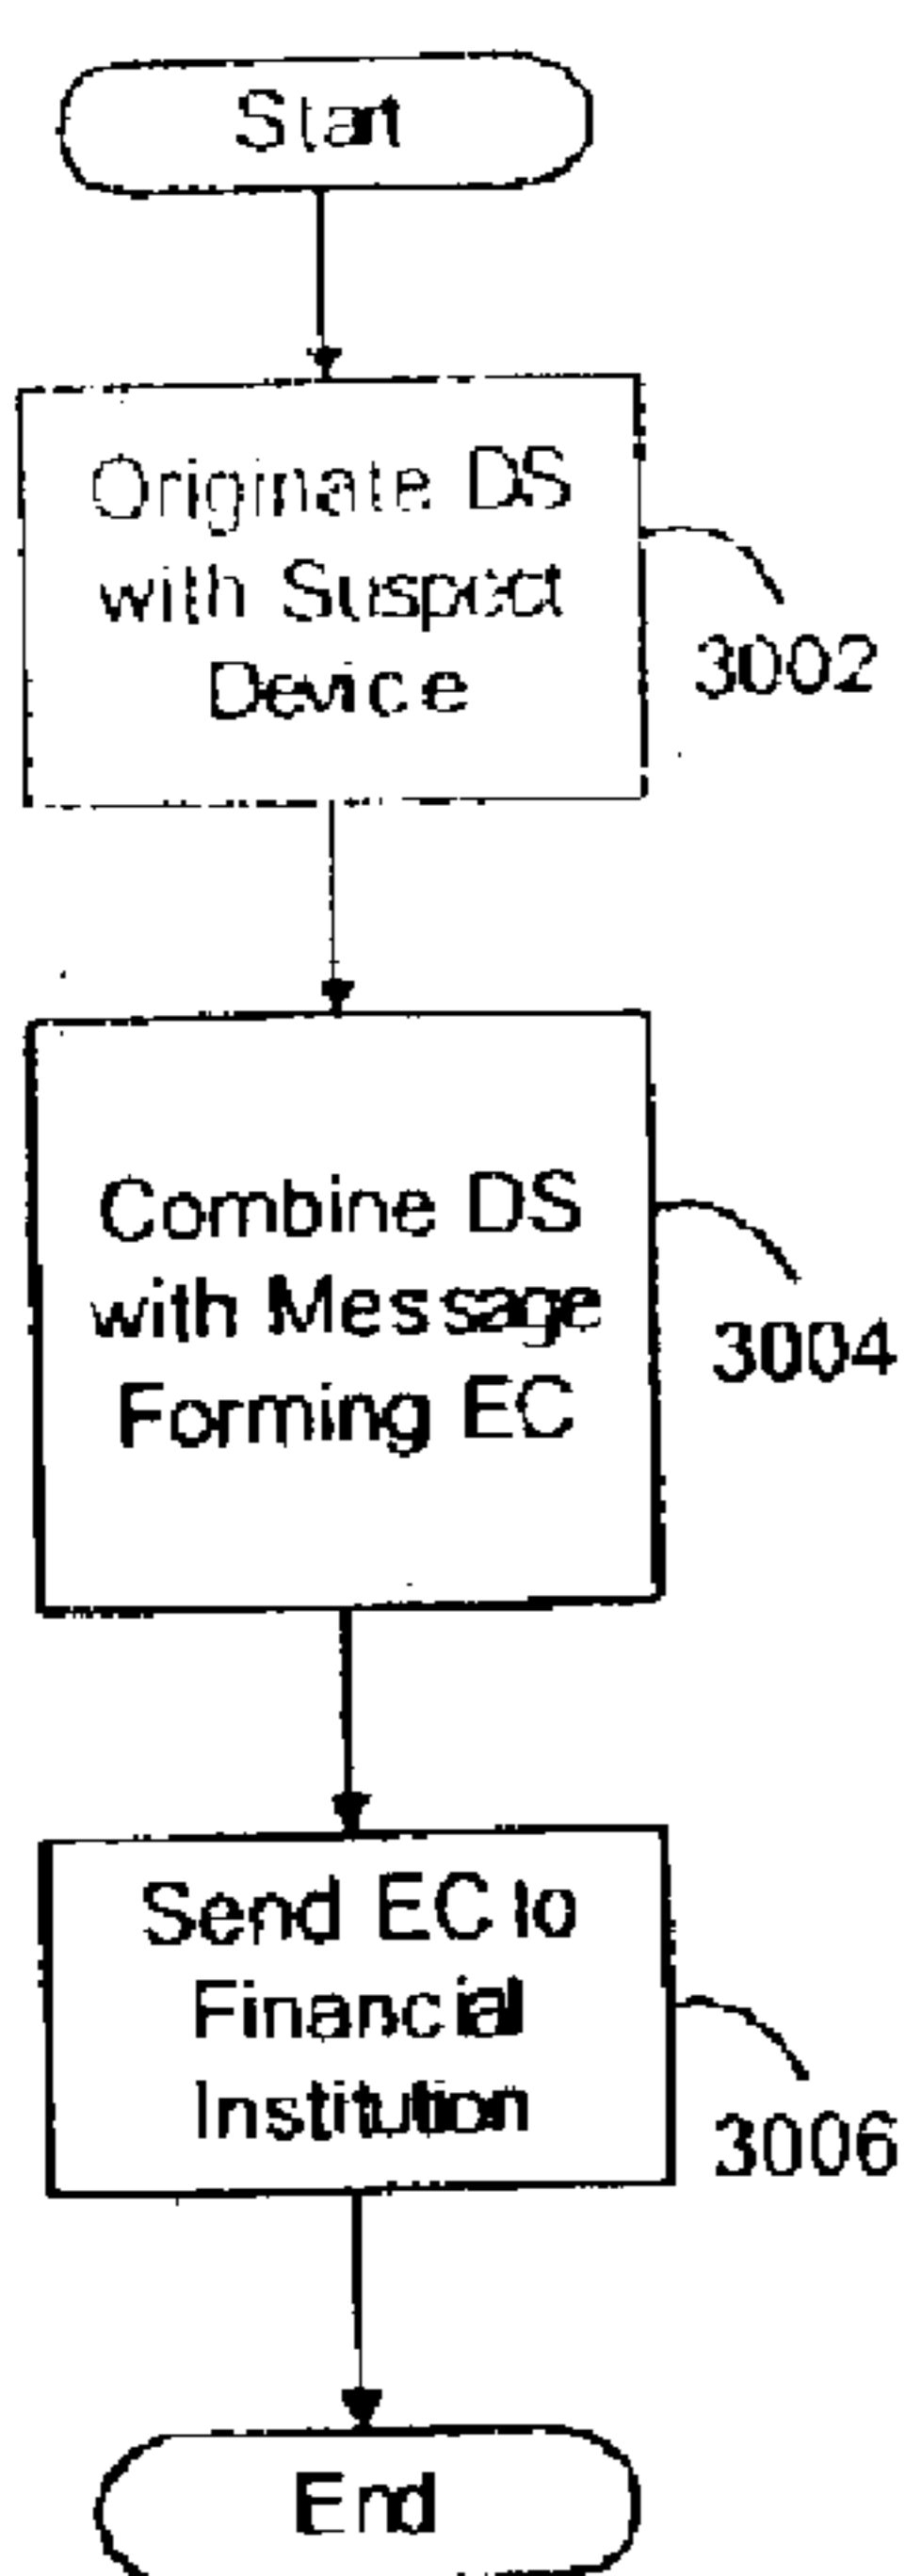 Start
Originate DS
with Suspect
Device
3002
Combine DS
with Message
Forming EC
3004
Send EC to
Financial
Institution
3006
End